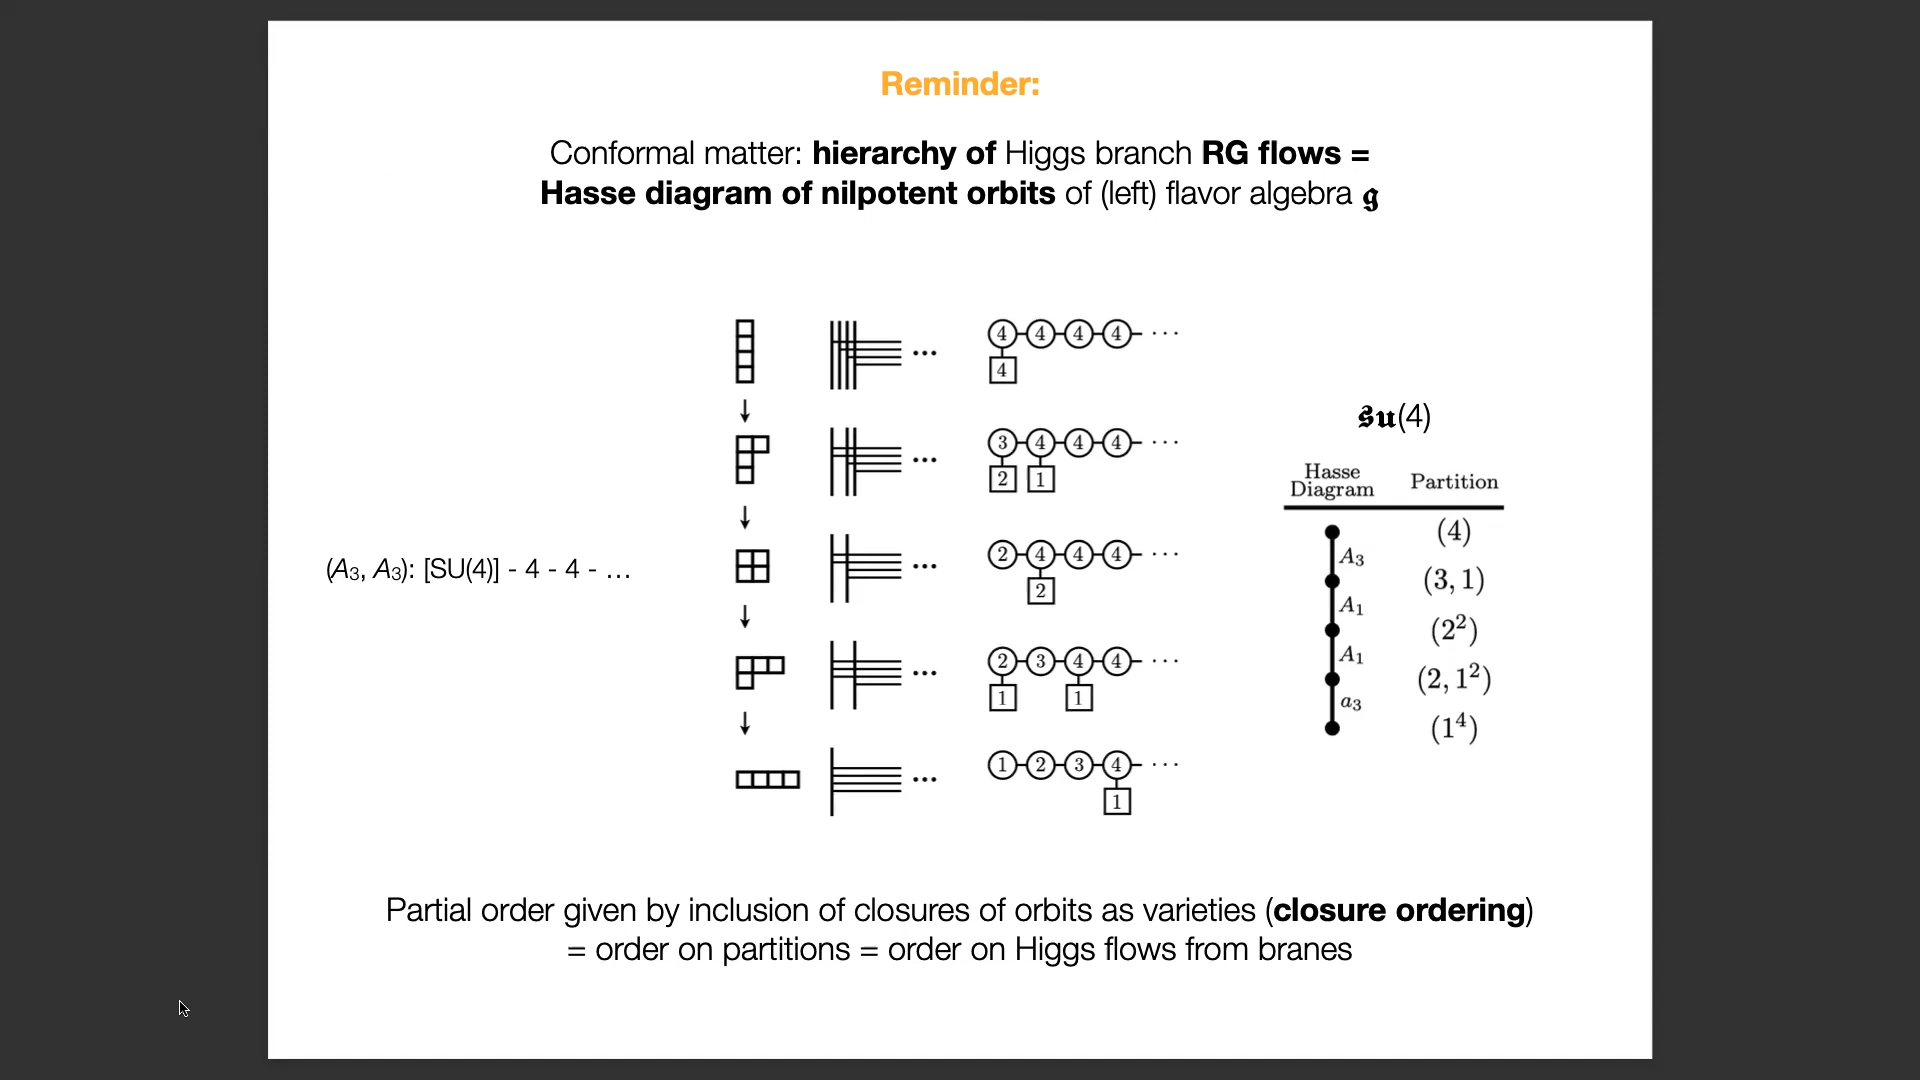 Reminder:
Conformal matter: hierarchy of Higgs branch RG flows =
Hasse diagram of nilpotent orbits of (left) flavor algebra 𝖌
(A₃, A₃): [SU(4)] - 4 - 4 - …
... 4 4 4 4 ···
4
... 3 4 4 4 ···
2 1
... 2 4 4 4 ···
2
... 2 3 4 4 ···
1 1
... 1 2 3 4 ···
1
𝖘𝖚(4)
Hasse
Diagram Partition
(4)
A₃
(3, 1)
A₁
(2²)
A₁
(2, 1²)
a₃
(1⁴)
Partial order given by inclusion of closures of orbits as varieties (closure ordering)
= order on partitions = order on Higgs flows from branes